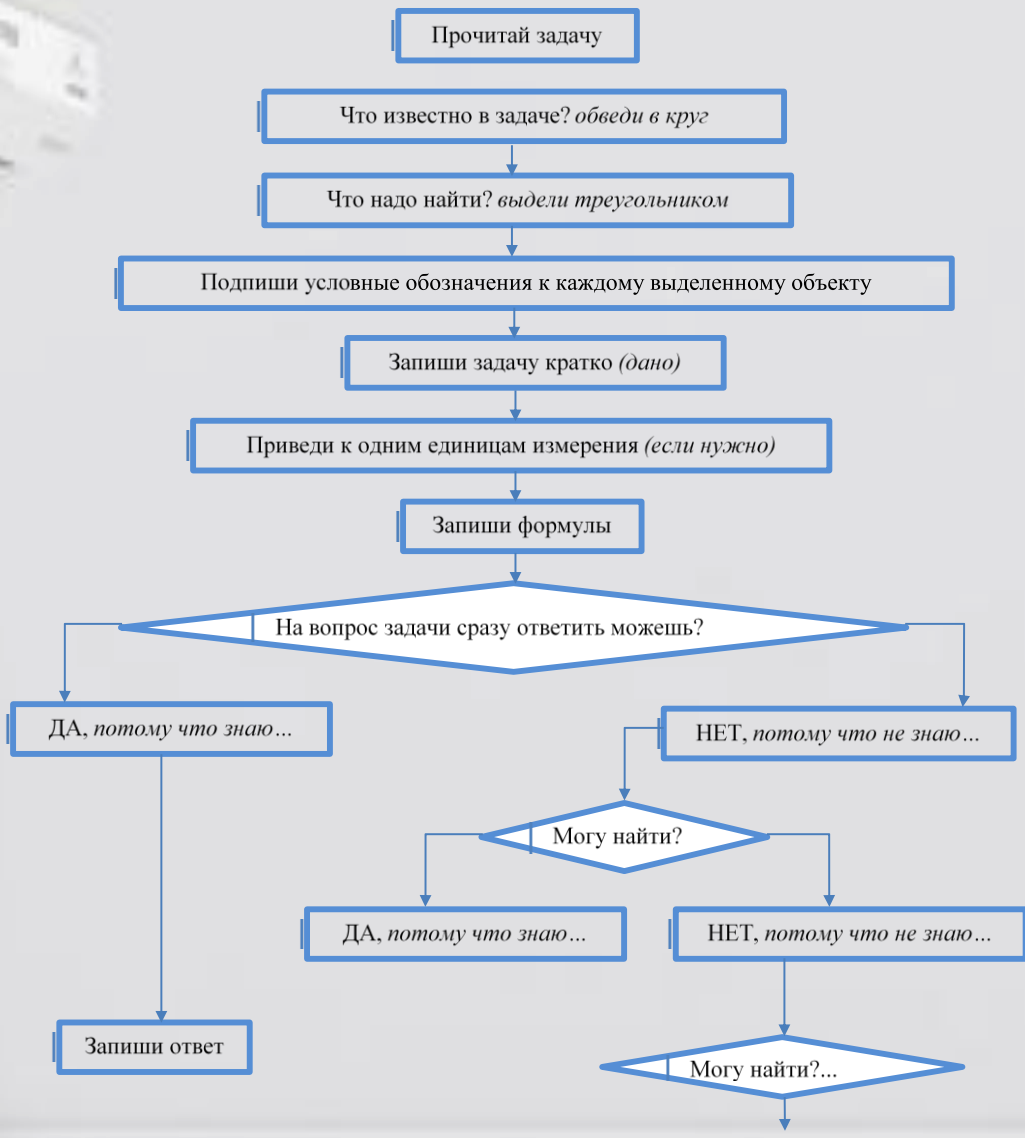 Прочитай задачу
Что известно в задаче? обведи в круг
Что надо найти? выдели треугольником
Подпиши условные обозначения к каждому выделенному объекту
Запиши задачу кратко (дано)
Приведи к одним единицам измерения (если нужно)
Запиши формулы
На вопрос задачи сразу ответить можешь?
ДА, потому что знаю...
НЕТ, потому что не знаю...
Могу найти?
ДА, потому что знаю...
НЕТ, потому что не знаю...
Запиши ответ
Могу найти?...